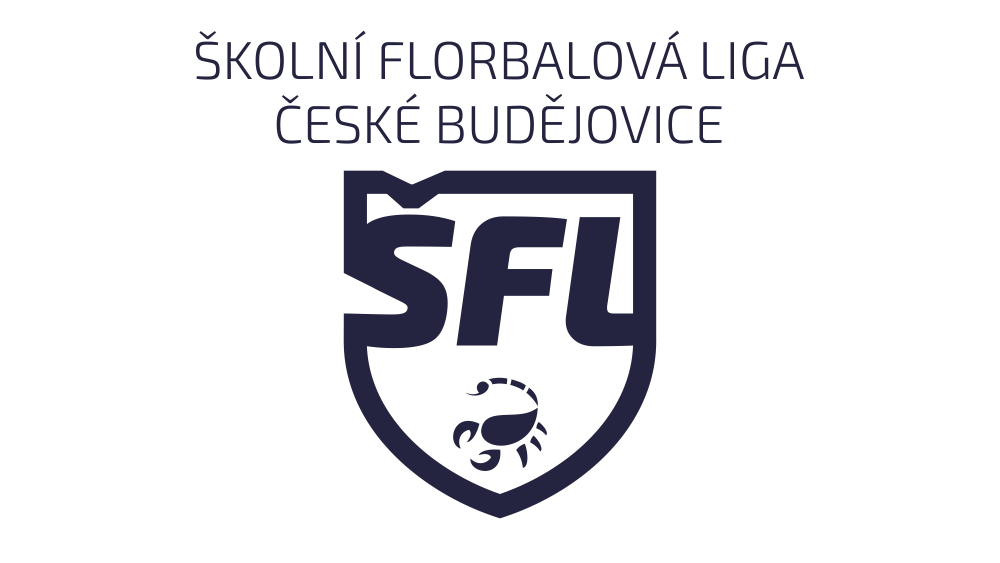 ŠKOLNÍ FLORBALOVÁ LIGA
ČESKÉ BUDĚJOVICE
ŠFL